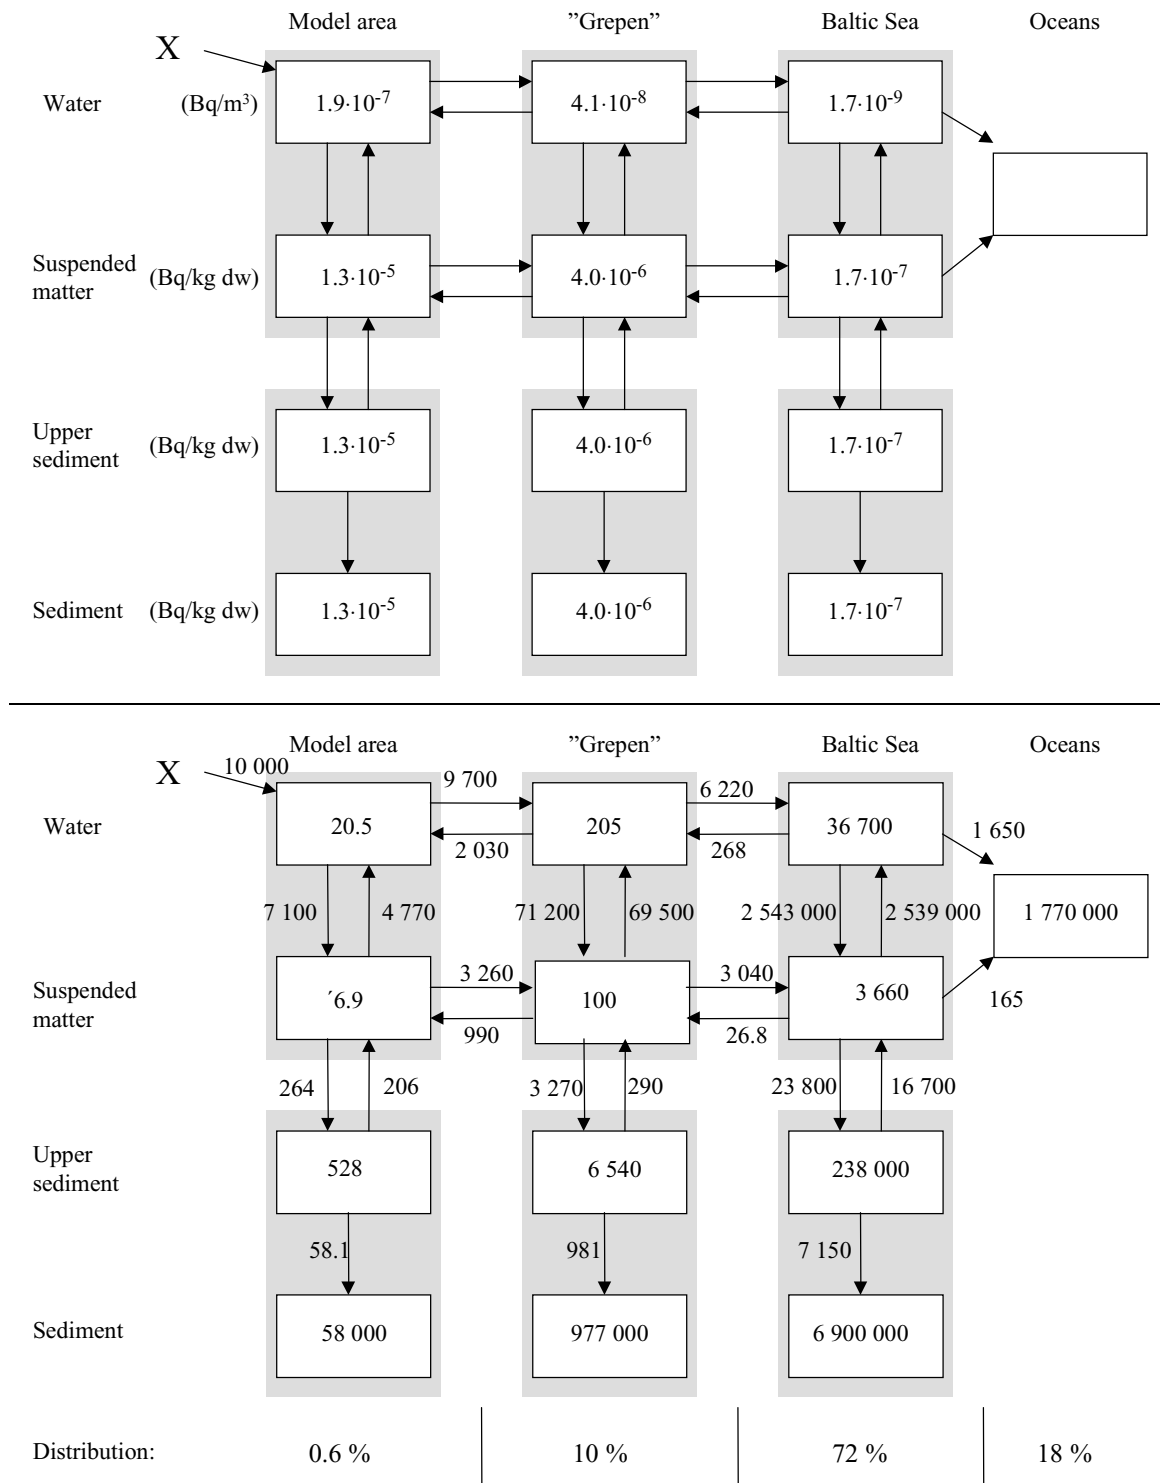 Model area ”Grepen” Baltic Sea Oceans
X
Water (Bq/m³) 1.9·10⁻⁷ 4.1·10⁻⁸ 1.7·10⁻⁹
Suspended matter (Bq/kg dw) 1.3·10⁻⁵ 4.0·10⁻⁶ 1.7·10⁻⁷
Upper sediment (Bq/kg dw) 1.3·10⁻⁵ 4.0·10⁻⁶ 1.7·10⁻⁷
Sediment (Bq/kg dw) 1.3·10⁻⁵ 4.0·10⁻⁶ 1.7·10⁻⁷
Model area ”Grepen” Baltic Sea Oceans
X 10 000
9 700 6 220
Water 20.5 205 36 700 1 650
2 030 268
7 100 4 770 71 200 69 500 2 543 000 2 539 000 1 770 000
3 260 3 040
Suspended matter ´6.9 100 3 660 165
990 26.8
264 206 3 270 290 23 800 16 700
Upper sediment 528 6 540 238 000
58.1 981 7 150
Sediment 58 000 977 000 6 900 000
Distribution: 0.6 % 10 % 72 % 18 %